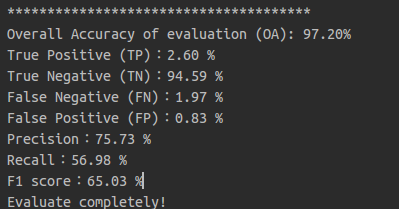 **************************************
Overall Accuracy of evaluation (OA): 97.20%
True Positive (TP)：2.60 %
True Negative (TN)：94.59 %
False Negative (FN)：1.97 %
False Positive (FP)：0.83 %
Precision：75.73 %
Recall：56.98 %
F1 score：65.03 %
Evaluate completely!